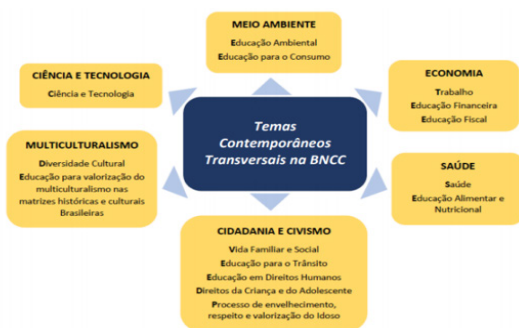 MEIO AMBIENTE
Educação Ambiental
Educação para o Consumo
CIÊNCIA E TECNOLOGIA
Ciência e Tecnologia
ECONOMIA
Trabalho
Educação Financeira
Educação Fiscal
Temas
Contemporâneos
Transversais na BNCC
MULTICULTURALISMO
Diversidade Cultural
Educação para valorização do
multiculturalismo nas
matrizes históricas e culturais
Brasileiras
SAÚDE
Saúde
Educação Alimentar e
Nutricional
CIDADANIA E CIVISMO
Vida Familiar e Social
Educação para o Trânsito
Educação em Direitos Humanos
Direitos da Criança e do Adolescente
Processo de envelhecimento,
respeito e valorização do Idoso